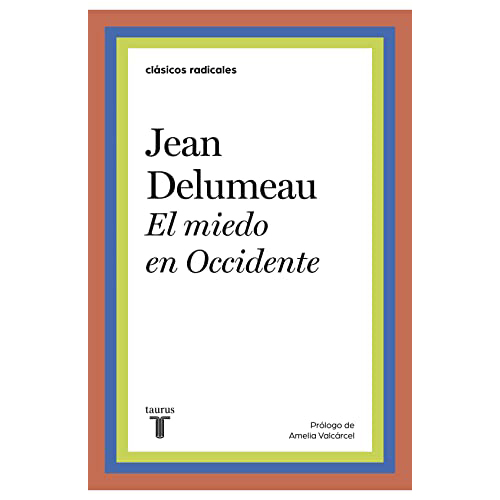 clásicos radicales
Jean
Delumeau
El miedo
en Occidente
taurus
Prólogo de
Amelia Valcárcel